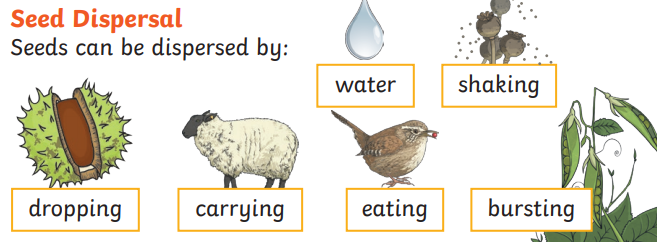 Seed Dispersal
Seeds can be dispersed by:
water
shaking
dropping
carrying
eating
bursting